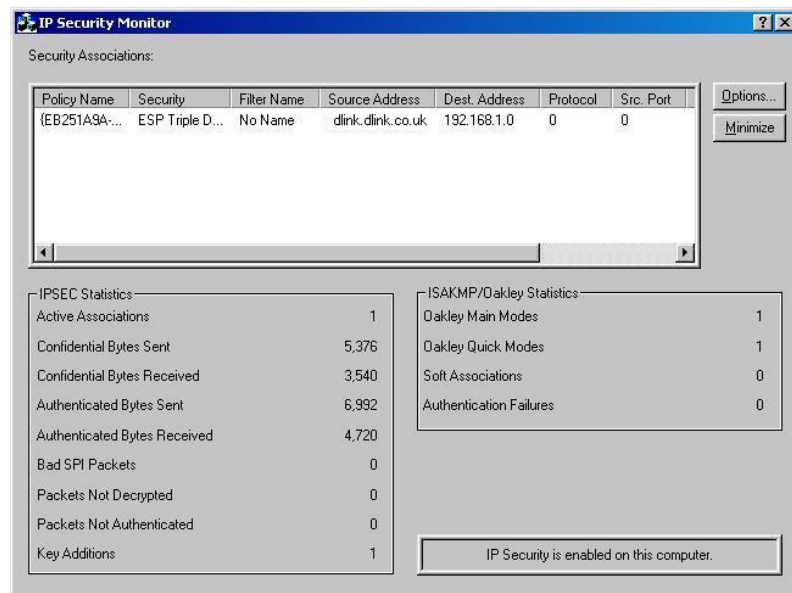 IP Security Monitor
Security Associations:
Policy Name Security Filter Name Source Address Dest. Address Protocol Src. Port
{EB251A9A-... ESP Triple D... No Name dlink.dlink.co.uk 192.168.1.0 0 0
Options...
Minimize
IPSEC Statistics
Active Associations 1
Confidential Bytes Sent 5,376
Confidential Bytes Received 3,540
Authenticated Bytes Sent 6,992
Authenticated Bytes Received 4,720
Bad SPI Packets 0
Packets Not Decrypted 0
Packets Not Authenticated 0
Key Additions 1
ISAKMP/Oakley Statistics
Oakley Main Modes 1
Oakley Quick Modes 1
Soft Associations 0
Authentication Failures 0
IP Security is enabled on this computer.